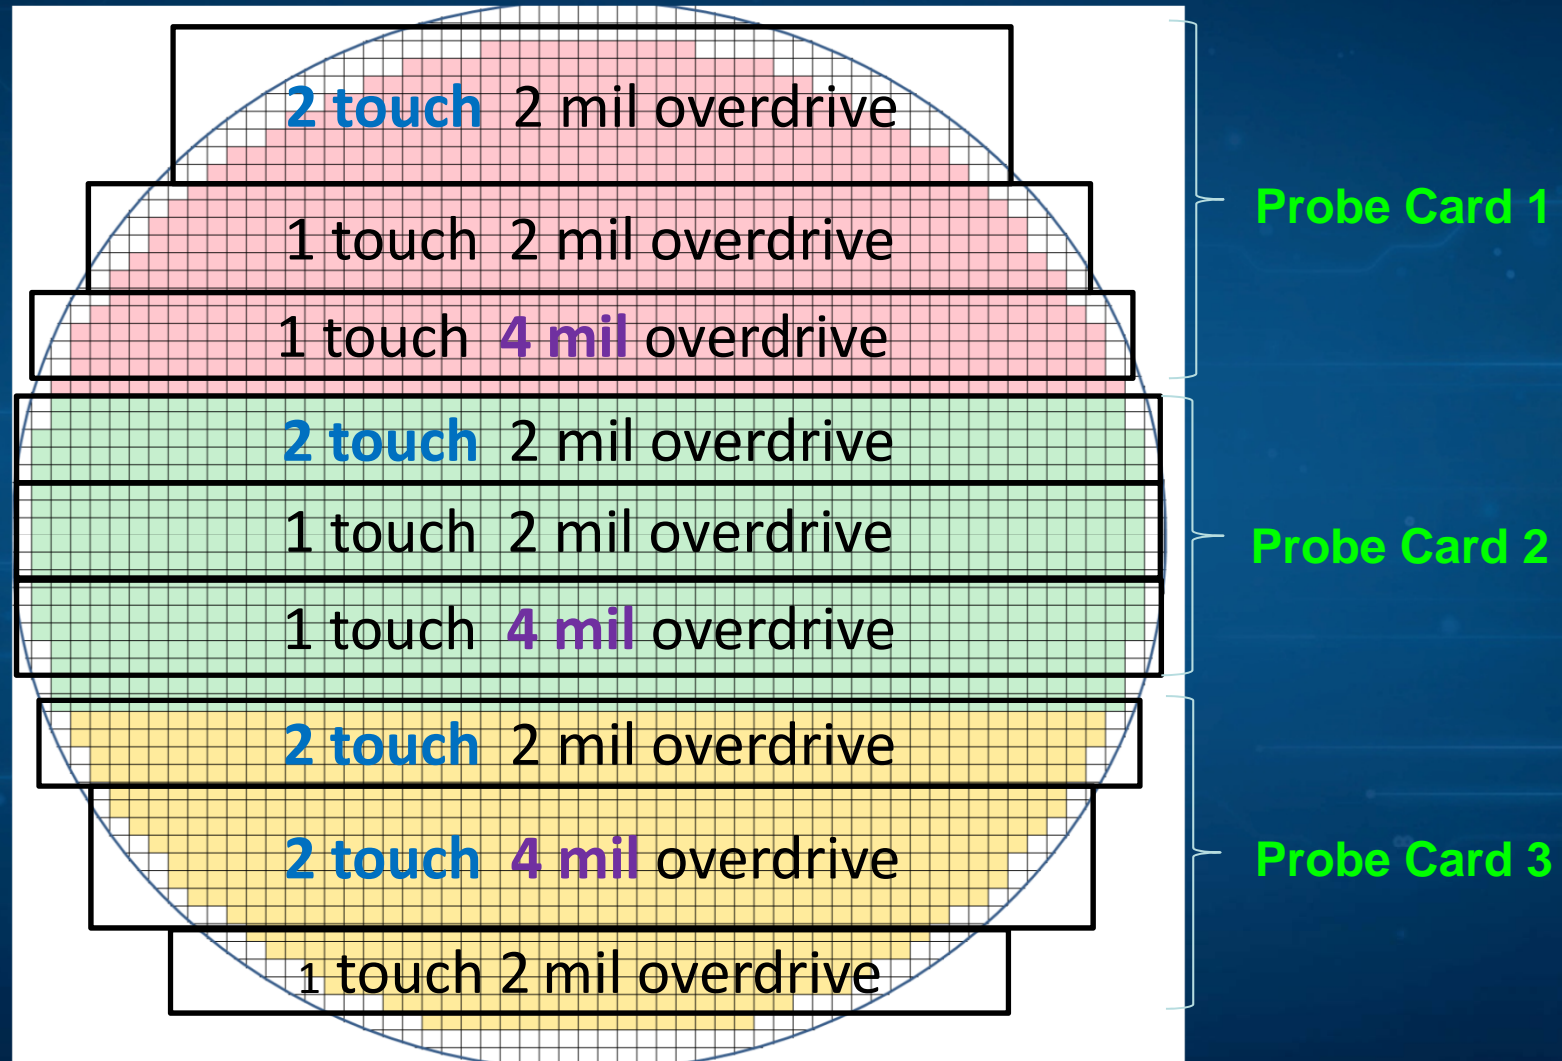 2 touch 2 mil overdrive
1 touch 2 mil overdrive
1 touch 4 mil overdrive
Probe Card 1
2 touch 2 mil overdrive
1 touch 2 mil overdrive
1 touch 4 mil overdrive
Probe Card 2
2 touch 2 mil overdrive
2 touch 4 mil overdrive
1 touch 2 mil overdrive
Probe Card 3